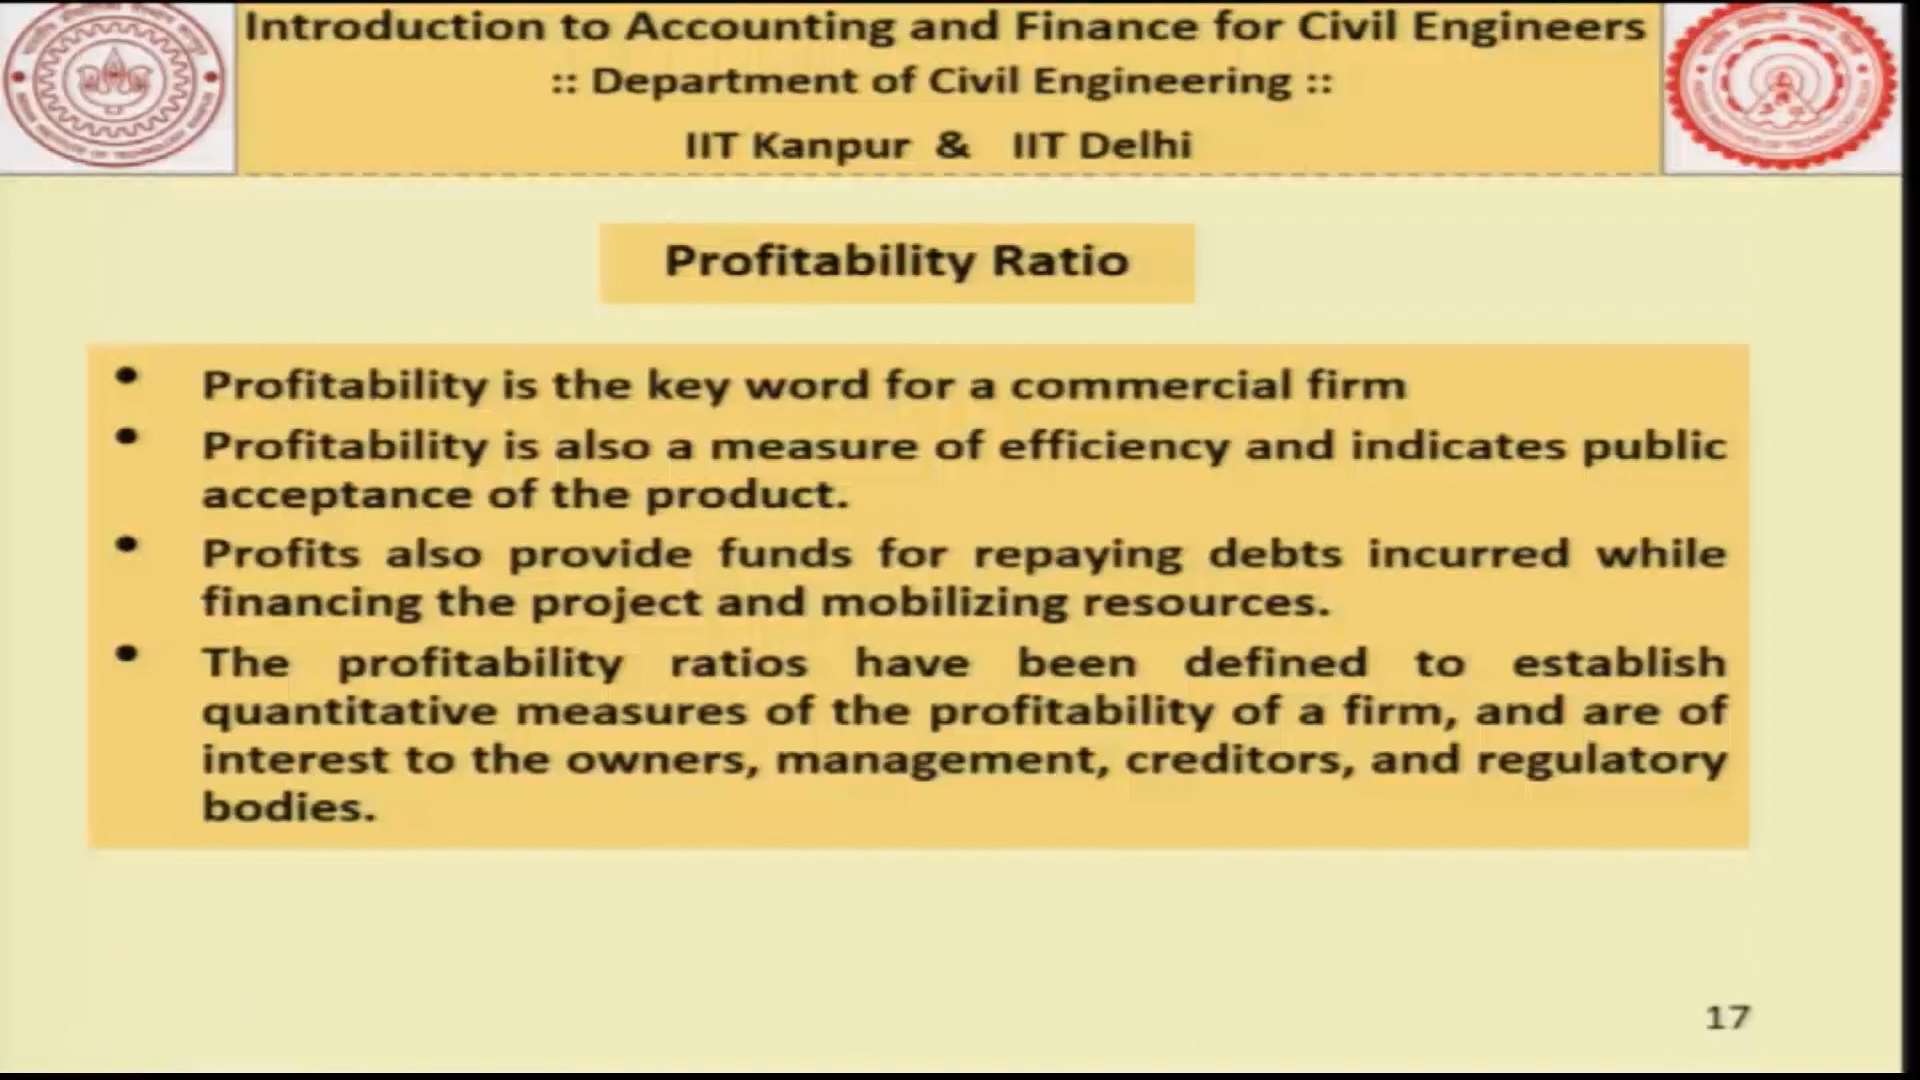 Introduction to Accounting and Finance for Civil Engineers
:: Department of Civil Engineering ::
IIT Kanpur & IIT Delhi
Profitability Ratio
• Profitability is the key word for a commercial firm
• Profitability is also a measure of efficiency and indicates public
acceptance of the product.
• Profits also provide funds for repaying debts incurred while
financing the project and mobilizing resources.
• The profitability ratios have been defined to establish
quantitative measures of the profitability of a firm, and are of
interest to the owners, management, creditors, and regulatory
bodies.
17